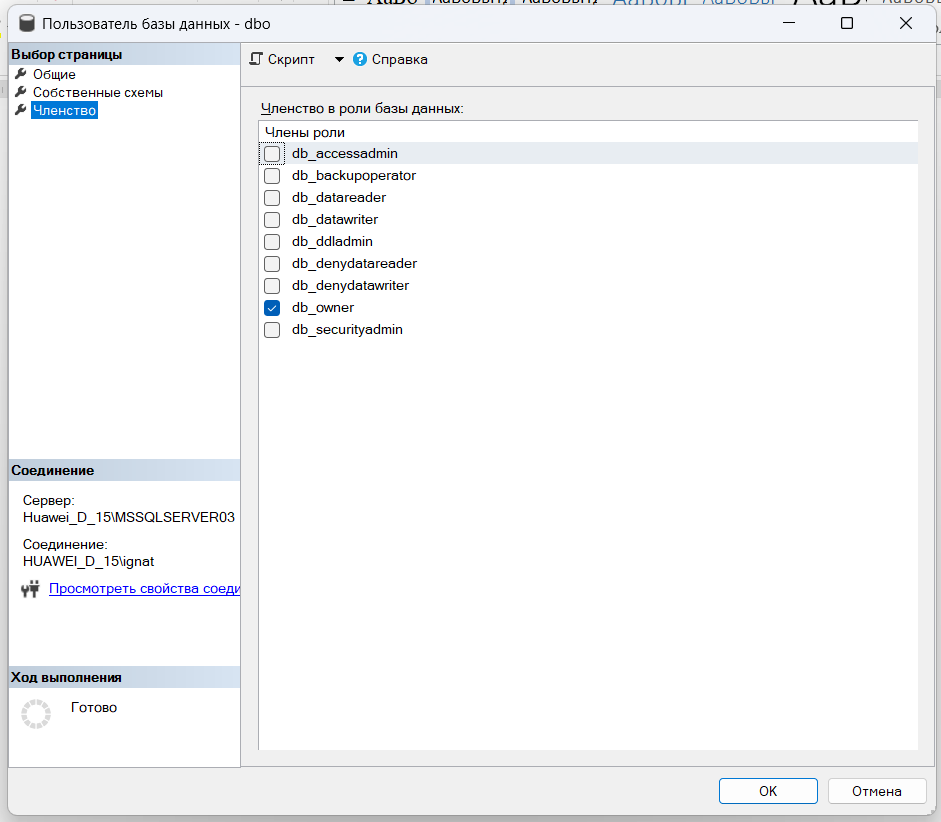 Пользователь базы данных - dbo
Выбор страницы
Общие
Собственные схемы
Членство
Скрипт
Справка
Членство в роли базы данных:
Члены роли
db_accessadmin
db_backupoperator
db_datareader
db_datawriter
db_ddladmin
db_denydatareader
db_denydatawriter
db_owner
db_securityadmin
Соединение
Сервер:
Huawei_D_15\MSSQLSERVER03
Соединение:
HUAWEI_D_15\ignat
Просмотреть свойства соеди
Ход выполнения
Готово
OK
Отмена